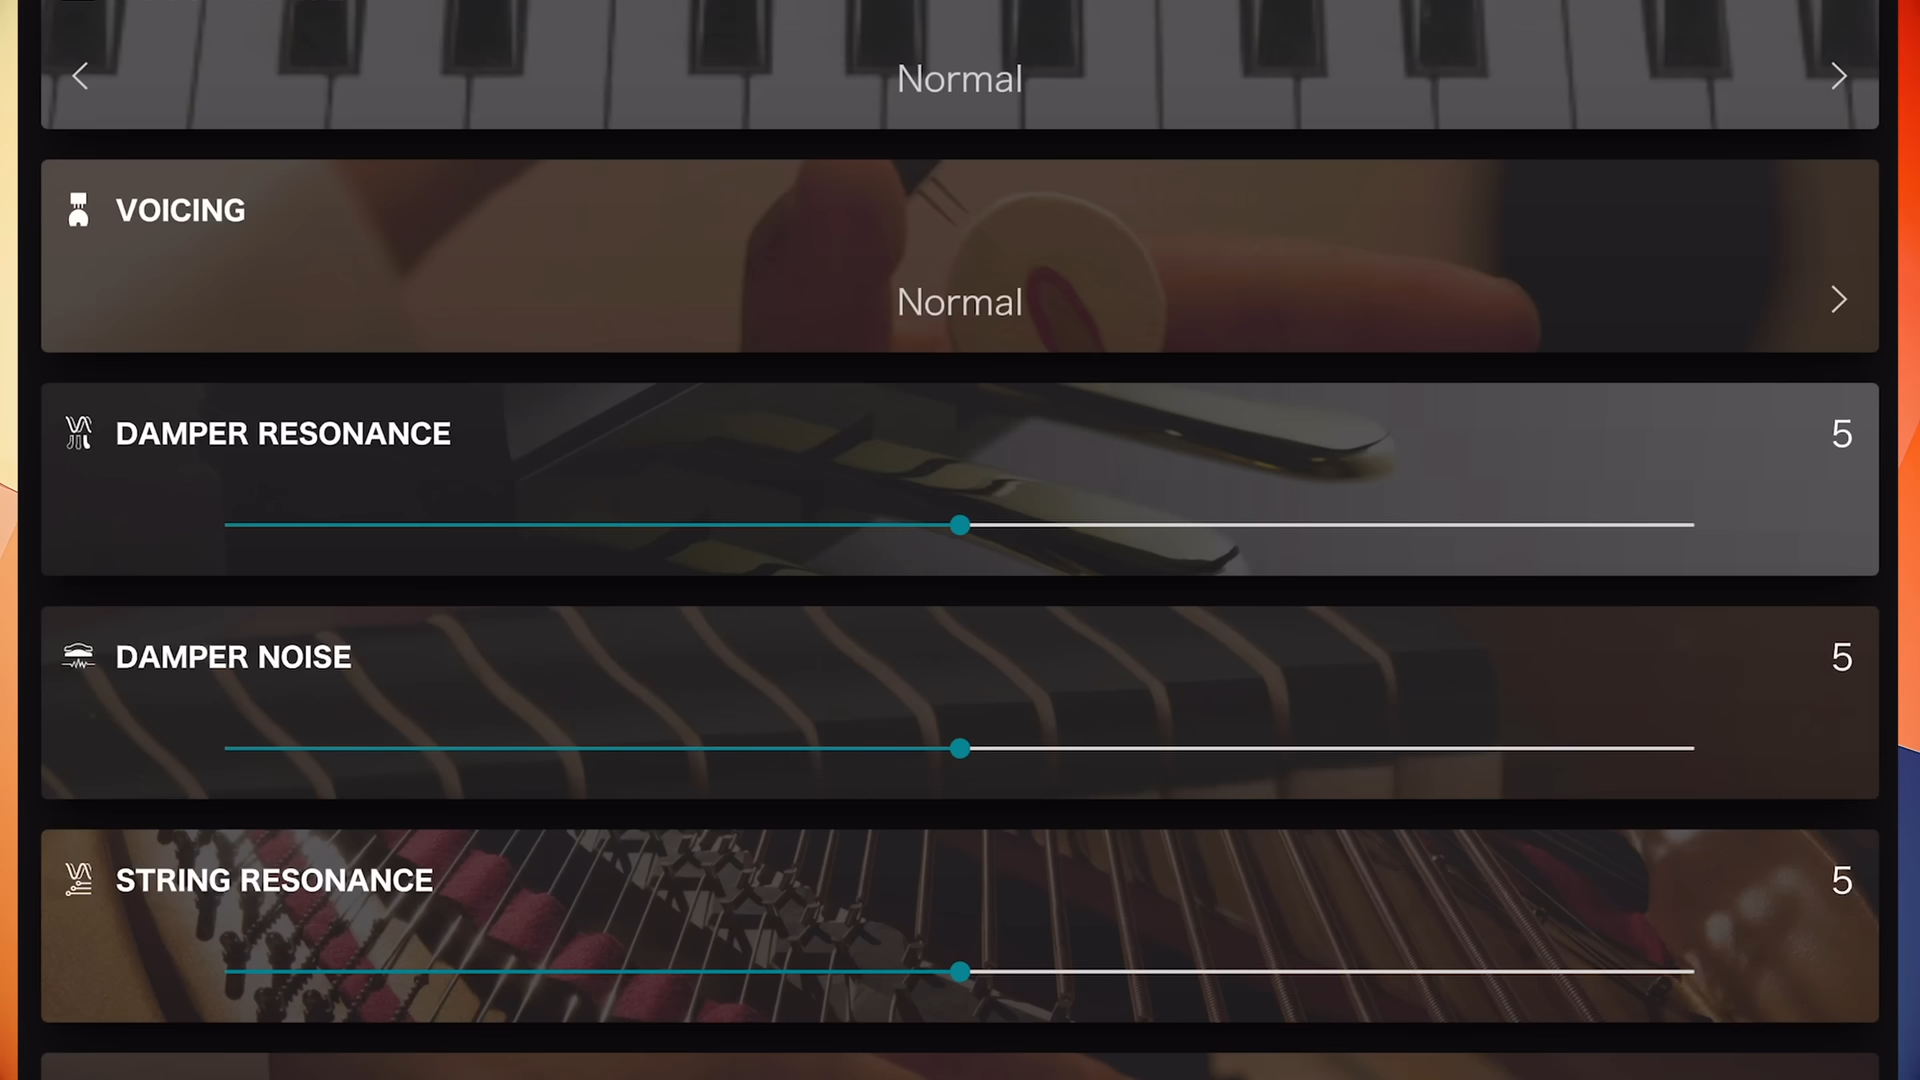 Normal
VOICING
Normal
DAMPER RESONANCE
5
DAMPER NOISE
5
STRING RESONANCE
5